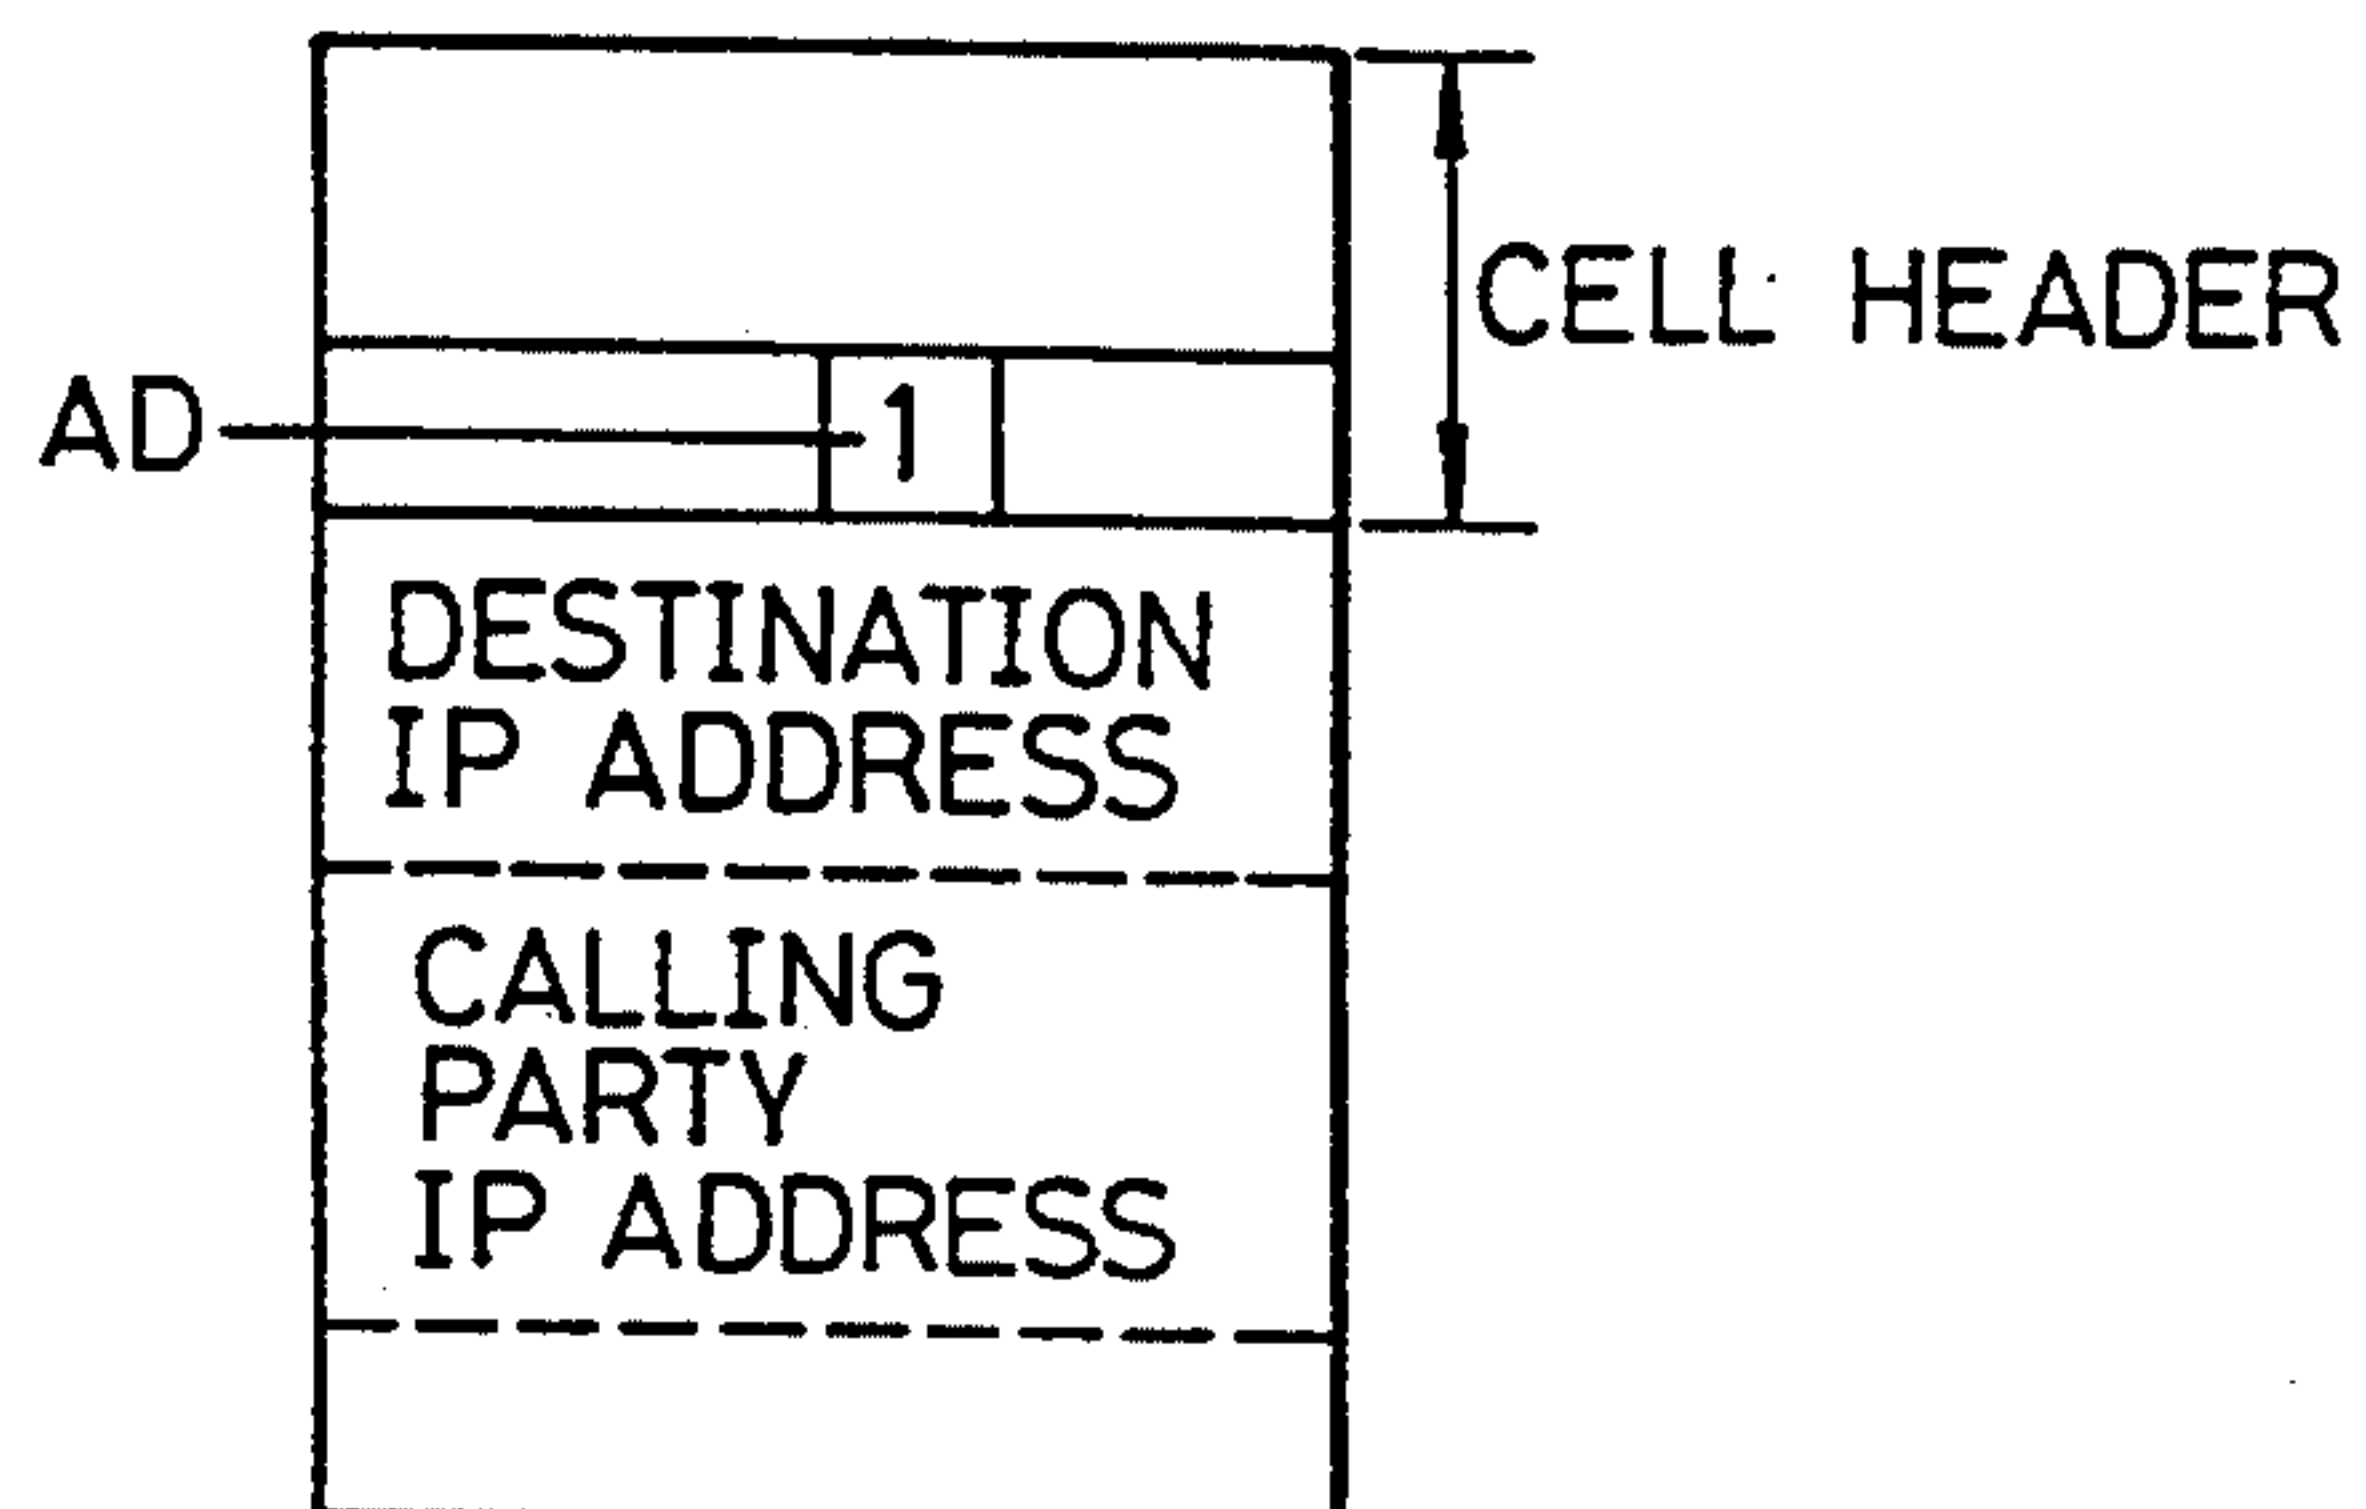 CELL HEADER
AD
1
DESTINATION
IP ADDRESS
CALLING
PARTY
IP ADDRESS